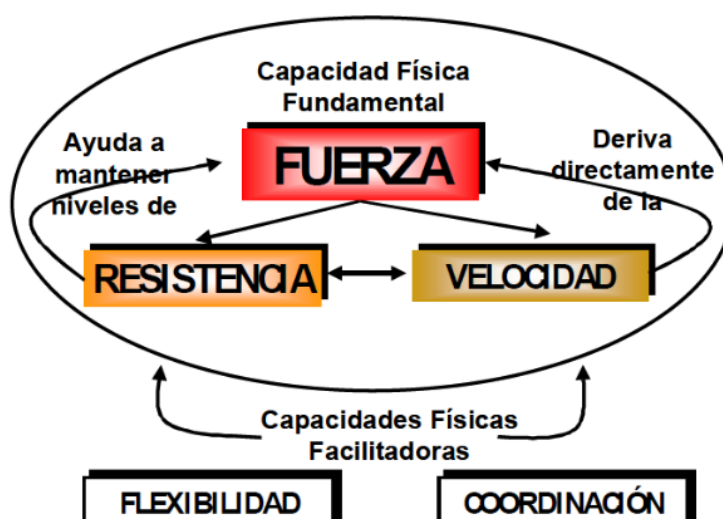 Capacidad Física
Fundamental
Ayuda a
mantener
niveles de
FUERZA
Deriva
directamente
de la
RESISTENCIA
VELOCIDAD
Capacidades Físicas
Facilitadoras
FLEXIBILIDAD
COORDINACIÓN